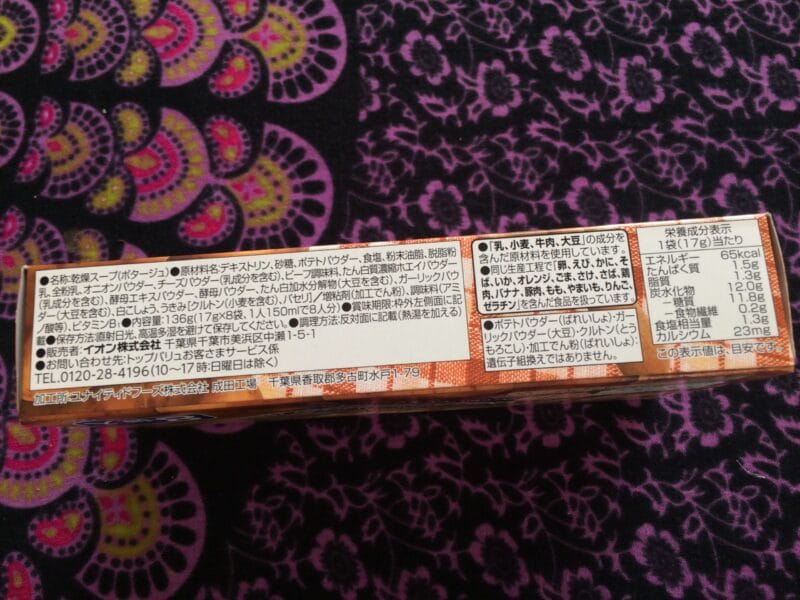 ●名称:乾燥スープ(ポタージュ)●原材料名:デキストリン、砂糖、ポテトパウダー、食塩、粉末油脂、脱脂粉
乳、全粉乳、オニオンパウダー、チーズパウダー(乳成分を含む)、ビーフ調味料、たん白質濃縮ホエイパウダー
(乳成分を含む)、酵母エキスパウダー、酵母パウダー、たん白加水分解物(大豆を含む)、ガーリックパウ
ダー(大豆を含む)、白こしょう、うきみ(クルトン(小麦を含む)、パセリ)/増粘剤(加工でん粉)、調味料(アミ
ノ酸等)、ビタミンB₁●内容量:136g(17g×8袋、1人150mlで8人分)●賞味期限:枠外左側面に記
載●保存方法:直射日光、高温多湿を避けて保存してください。●調理方法:反対面に記載(熱湯を加える)
●販売者:イオン株式会社 千葉県千葉市美浜区中瀬1-5-1
●お問い合わせ先:トップバリュお客さまサービス係
TEL.0120-28-4196(10〜17時:日曜日は除く)
加工所:ユナイテッドフーズ株式会社 成田工場 千葉県香取郡多古町水戸1-79
●「乳、小麦、牛肉、大豆」の成分を
含んだ原材料を使用しています。
●同じ生産工程で「卵、えび、かに、そ
ば、いか、オレンジ、ごま、さけ、さば、鶏
肉、バナナ、豚肉、もも、やまいも、りんご、
ゼラチン」を含んだ食品を扱っています。
●ポテトパウダー(ばれいしょ)・ガー
リックパウダー(大豆)・クルトン(とう
もろこし)・加工でん粉(ばれいしょ):
遺伝子組換えではありません。
栄養成分表示
1袋(17g)当たり
エネルギー 65kcal
たんぱく質 1.5g
脂質 1.3g
炭水化物 12.0g
－糖質 11.8g
－食物繊維 0.2g
食塩相当量 1.3g
カルシウム 23mg
この表示値は、目安です。